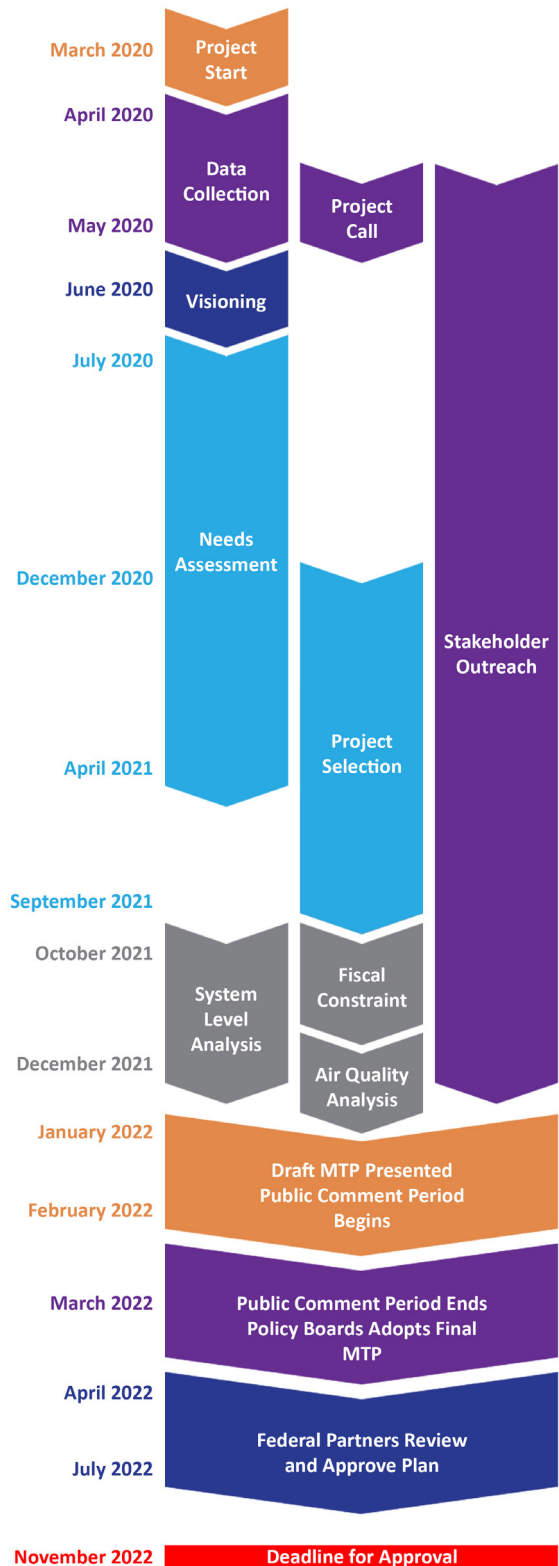 March 2020
Project
Start
April 2020
Data
Collection
Project
Call
May 2020
June 2020
Visioning
July 2020
Needs
Assessment
December 2020
Stakeholder
Outreach
Project
Selection
April 2021
September 2021
October 2021
System
Level
Analysis
Fiscal
Constraint
December 2021
Air Quality
Analysis
January 2022
Draft MTP Presented
Public Comment Period
Begins
February 2022
March 2022
Public Comment Period Ends
Policy Boards Adopts Final
MTP
April 2022
Federal Partners Review
and Approve Plan
July 2022
November 2022
Deadline for Approval